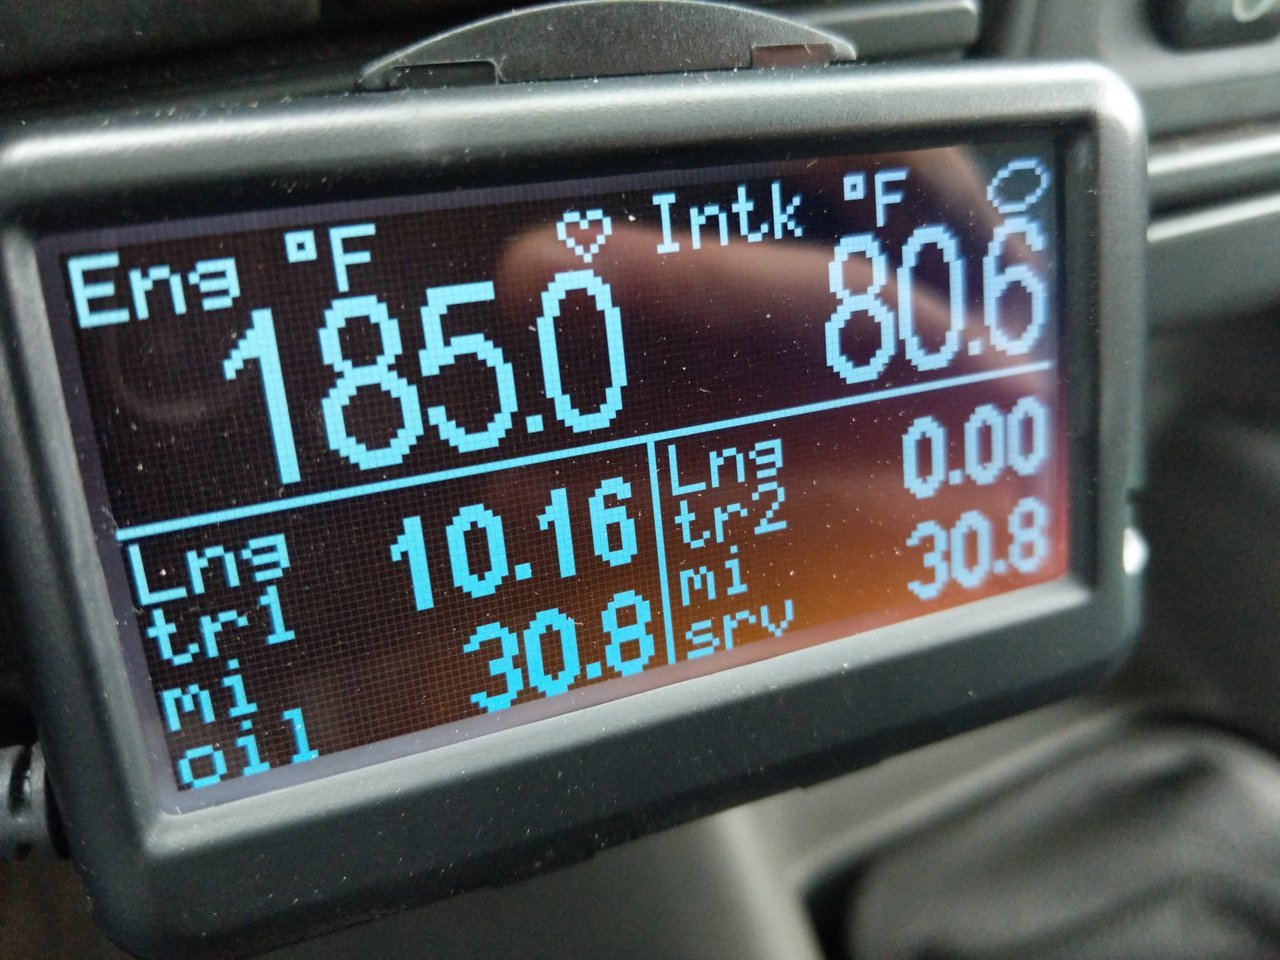 Eng °F
185.0
Intk °F
80.6
Lng
tr1
10.16
mi
oil
30.8
Lng
tr2
0.00
mi
srv
30.8